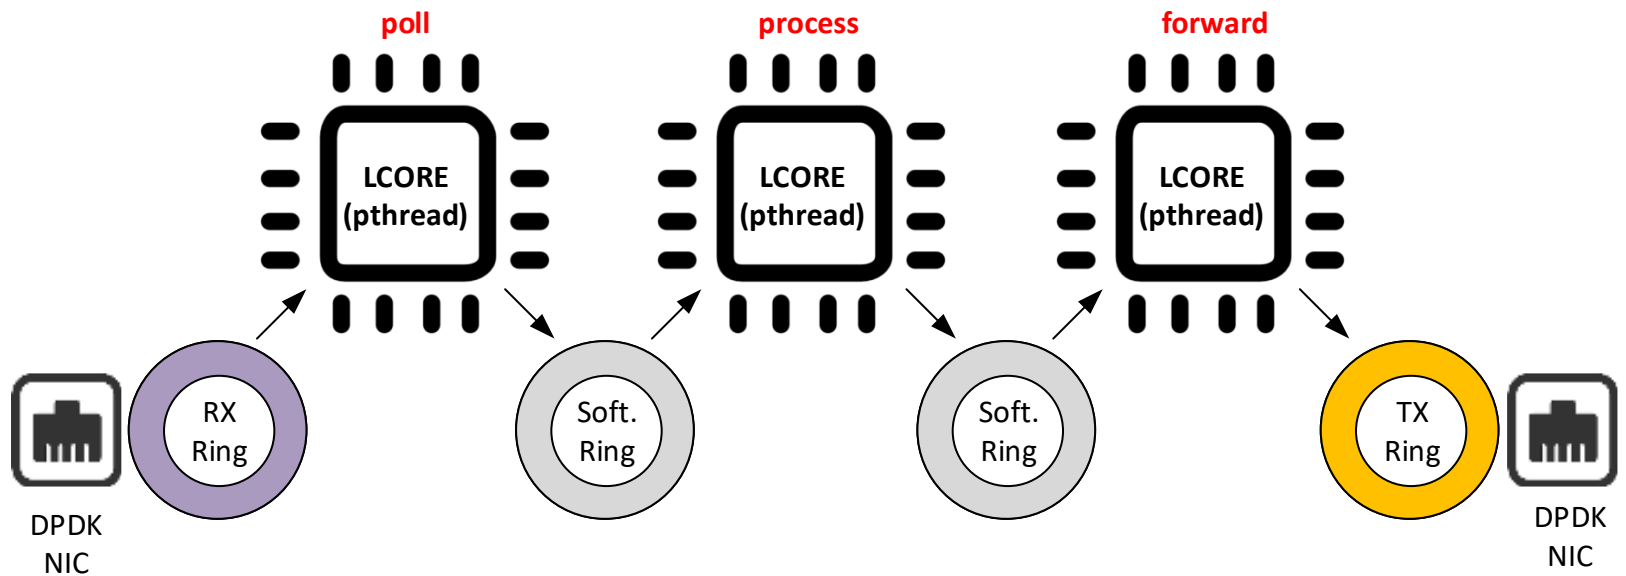 poll
process
forward
LCORE
(pthread)
LCORE
(pthread)
LCORE
(pthread)
RX
Ring
Soft.
Ring
Soft.
Ring
TX
Ring
DPDK
NIC
DPDK
NIC